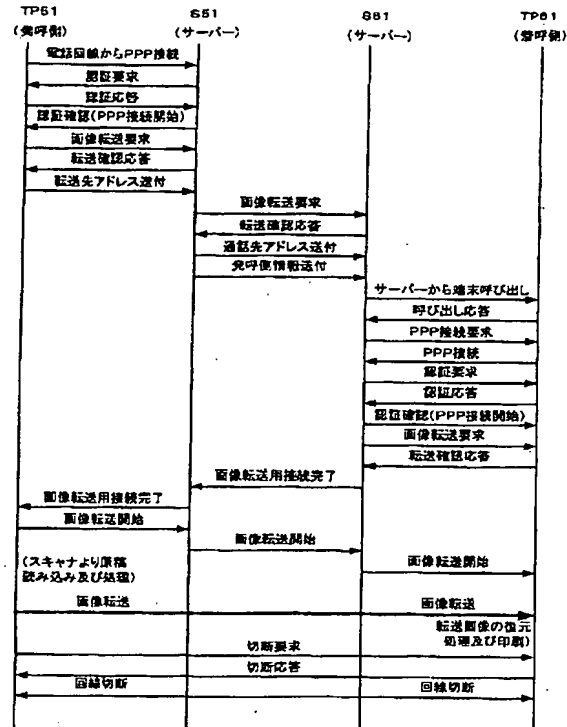 TP51
S51
S61
TP61
(発呼側)
(サーバー)
(サーバー)
(着呼側)
電話回線からPPP接続
認証要求
認証応答
認証確認(PPP接続開始)
画像転送要求
転送確認応答
転送先アドレス送付
画像転送要求
転送確認応答
通話先アドレス送付
発呼側情報送付
サーバーから端末呼び出し
呼び出し応答
PPP接続要求
PPP接続
認証要求
認証応答
認証確認(PPP接続開始)
画像転送要求
転送確認応答
画像転送用接続完了
画像転送用接続完了
画像転送開始
画像転送開始
画像転送開始
(スキャナより原稿
読み込み及び処理)
画像転送
画像転送
転送画像の復元
処理及び印刷)
切断要求
切断応答
回線切断
回線切断